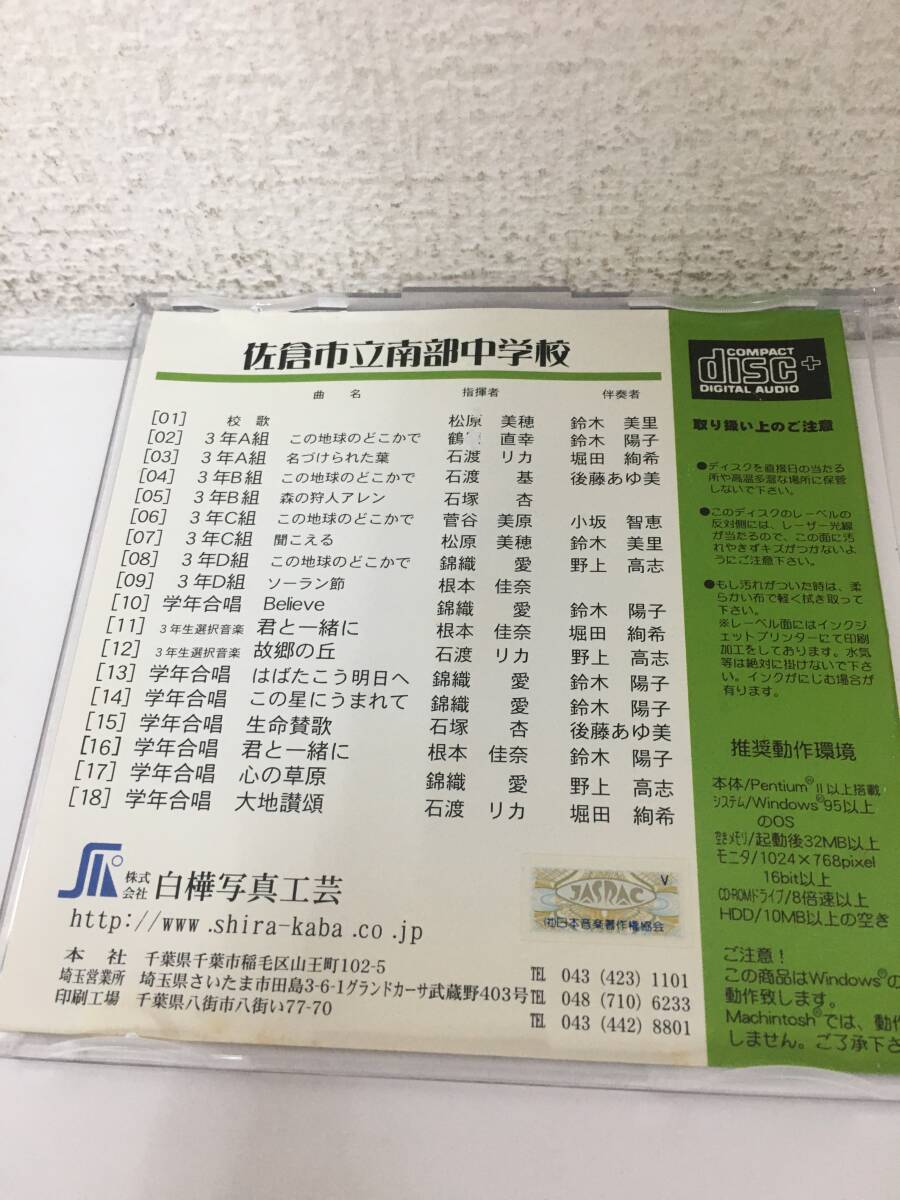 佐倉市立南部中学校
曲 名 指揮者 伴奏者
[01] 校 歌 松原 美穂 鈴木 美里
[02] 3年A組 この地球のどこかで 鶴 直幸 鈴木 陽子
[03] 3年A組 名づけられた葉 石渡 リカ 堀田 絢希
[04] 3年B組 この地球のどこかで 石渡 基 後藤あゆ美
[05] 3年B組 森の狩人アレン 石塚 杏
[06] 3年C組 この地球のどこかで 菅谷 美原 小坂 智恵
[07] 3年C組 聞こえる 松原 美穂 鈴木 美里
[08] 3年D組 この地球のどこかで 錦織 愛 野上 高志
[09] 3年D組 ソーラン節 根本 佳奈
[10] 学年合唱 Believe 錦織 愛 鈴木 陽子
[11] 3年生選択音楽 君と一緒に 根本 佳奈 堀田 絢希
[12] 3年生選択音楽 故郷の丘 石渡 リカ 野上 高志
[13] 学年合唱 はばたこう明日へ 錦織 愛 鈴木 陽子
[14] 学年合唱 この星にうまれて 錦織 愛 鈴木 陽子
[15] 学年合唱 生命賛歌 石塚 杏 後藤あゆ美
[16] 学年合唱 君と一緒に 根本 佳奈 鈴木 陽子
[17] 学年合唱 心の草原 錦織 愛 野上 高志
[18] 学年合唱 大地讃頌 石渡 リカ 堀田 絢希
株式会社 白樺写真工芸
http://www.shira-kaba.co.jp
V
JASRAC
(社)日本音楽著作権協会
本 社 千葉県千葉市稲毛区山王町102-5 TEL 043 (423) 1101
埼玉営業所 埼玉県さいたま市田島3-6-1グランドカーサ武蔵野403号 TEL 048 (710) 6233
印刷工場 千葉県八街市八街い77-70 TEL 043 (442) 8801
COMPACT
disc+
DIGITAL AUDIO
取り扱い上のご注意
●ディスクを直接日の当たる
所や高温多湿な場所に保管
しないで下さい。
●このディスクのレーベルの
反対側には、レーザー光線
が当たるので、この面に汚
れやきずキズがつかないよ
うにご注意下さい。
●もし汚れがついた時は、柔
らかい布で軽く拭き取って
下さい。
※レーベル面にはインクジ
ェットプリンターにて印刷
加工をしております。水気
等は絶対に掛けないで下さ
い。インクがにじむ場合が
有ります。
推奨動作環境
本体/Pentium® II以上搭載
システム/Windows®95以上
のOS
空きメモリ/起動後32MB以上
モニタ/1024×768pixel
16bit以上
CD-ROMドライブ/8倍速以上
HDD/10MB以上の空き
ご注意!
この商品はWindows®の
動作致します。
Machintosh®では、動作
しません。ご了承下さ